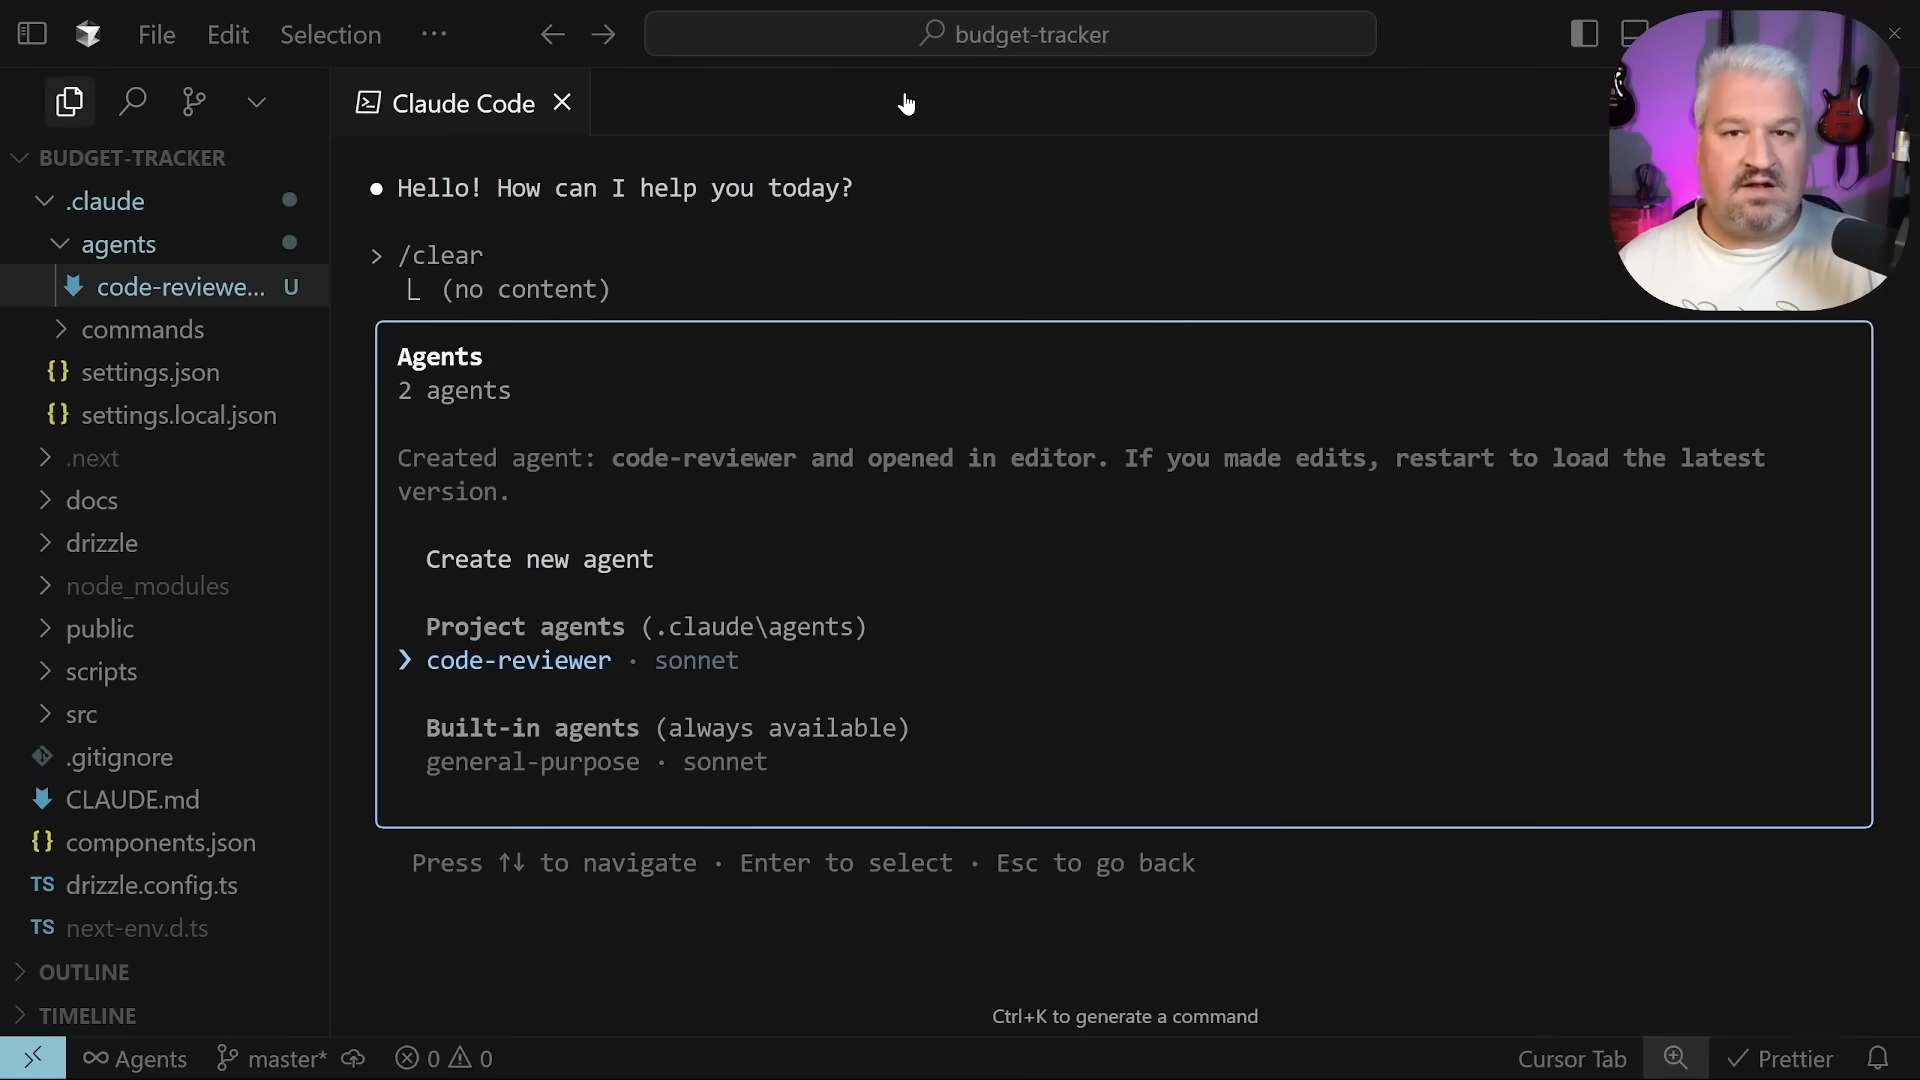 File Edit Selection ···
budget-tracker
BUDGET-TRACKER
.claude
agents
code-reviewe... U
commands
{} settings.json
{} settings.local.json
.next
docs
drizzle
node_modules
public
scripts
src
.gitignore
CLAUDE.md
{} components.json
TS drizzle.config.ts
TS next-env.d.ts
OUTLINE
TIMELINE
Claude Code
● Hello! How can I help you today?
> /clear
⎿ (no content)
Agents
2 agents
Created agent: code-reviewer and opened in editor. If you made edits, restart to load the latest
version.
Create new agent
Project agents (.claude\agents)
❯ code-reviewer · sonnet
Built-in agents (always available)
general-purpose · sonnet
Press ↑↓ to navigate · Enter to select · Esc to go back
Ctrl+K to generate a command
Agents master* 0 0 Cursor Tab Prettier